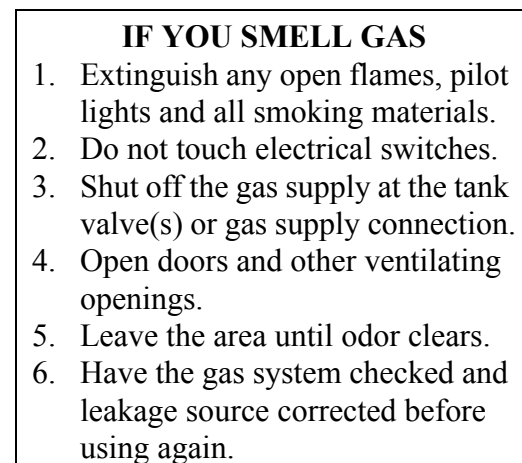 IF YOU SMELL GAS
1. Extinguish any open flames, pilot
lights and all smoking materials.
2. Do not touch electrical switches.
3. Shut off the gas supply at the tank
valve(s) or gas supply connection.
4. Open doors and other ventilating
openings.
5. Leave the area until odor clears.
6. Have the gas system checked and
leakage source corrected before
using again.